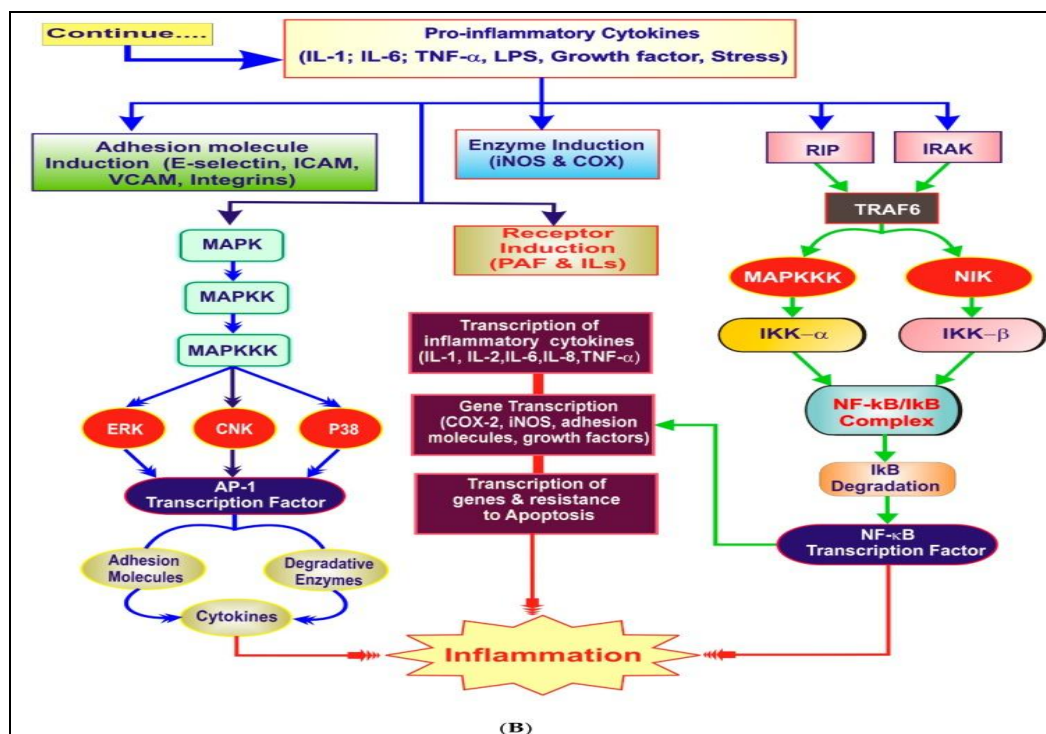 Continue....
Pro-inflammatory Cytokines
(IL-1; IL-6; TNF-α, LPS, Growth factor, Stress)
Adhesion molecule
Induction (E-selectin, ICAM,
VCAM, Integrins)
Enzyme Induction
(iNOS & COX)
RIP
IRAK
TRAF6
MAPK
MAPKK
MAPKKK
Receptor
Induction
(PAF & ILs)
MAPKKK
NIK
IKK-α
IKK-β
Transcription of
inflammatory cytokines
(IL-1, IL-2,IL-6,IL-8,TNF-α)
Gene Transcription
(COX-2, iNOS, adhesion
molecules, growth factors)
Transcription of
genes & resistance
to Apoptosis
NF-kB/IkB
Complex
IkB
Degradation
NF-κB
Transcription Factor
ERK
CNK
P38
AP-1
Transcription Factor
Adhesion
Molecules
Degradative
Enzymes
Cytokines
Inflammation
(B)